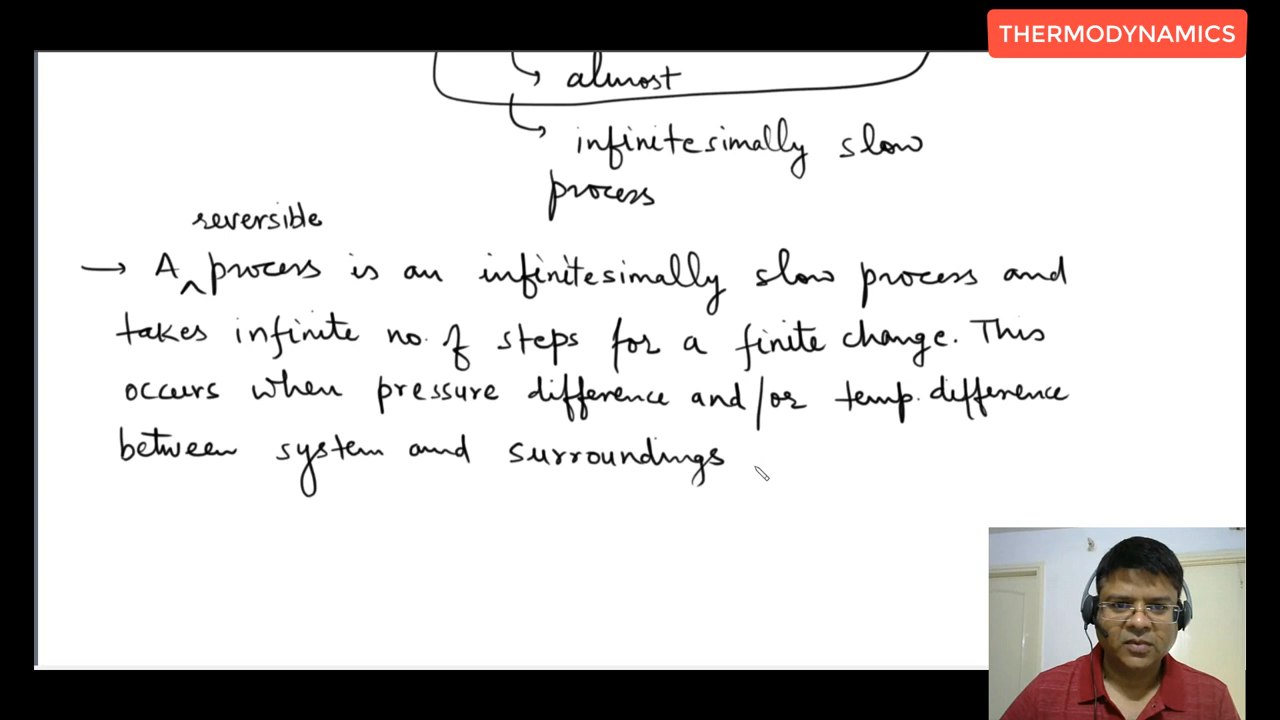 THERMODYNAMICS
almost
infinitesimally slow
process
reversible
→ A ^ process is an infinitesimally slow process and
takes infinite no. of steps for a finite change. This
occurs when pressure difference and/or temp. difference
between system and surroundings